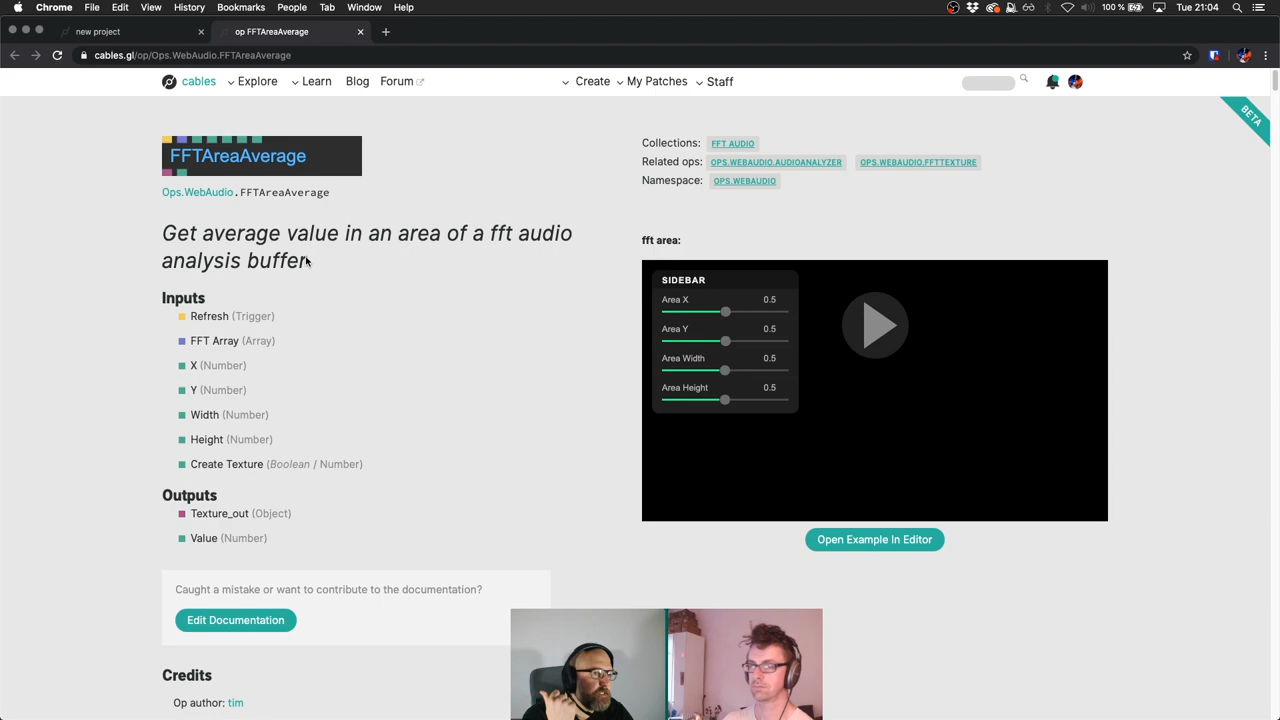 Chrome File Edit View History Bookmarks People Tab Window Help
100 % Tue 21:04
new project
op FFTAreaAverage
cables.gl/op/Ops.WebAudio.FFTAreaAverage
cables Explore Learn Blog Forum Create My Patches Staff
BETA
FFTAreaAverage
Ops.WebAudio.FFTAreaAverage
Get average value in an area of a fft audio
analysis buffer
Inputs
Refresh (Trigger)
FFT Array (Array)
X (Number)
Y (Number)
Width (Number)
Height (Number)
Create Texture (Boolean / Number)
Outputs
Texture_out (Object)
Value (Number)
Caught a mistake or want to contribute to the documentation?
Edit Documentation
Credits
Op author: tim
Collections: FFT AUDIO
Related ops: OPS.WEBAUDIO.AUDIOANALYZER OPS.WEBAUDIO.FFTTEXTURE
Namespace: OPS.WEBAUDIO
fft area:
SIDEBAR
Area X 0.5
Area Y 0.5
Area Width 0.5
Area Height 0.5
Open Example In Editor